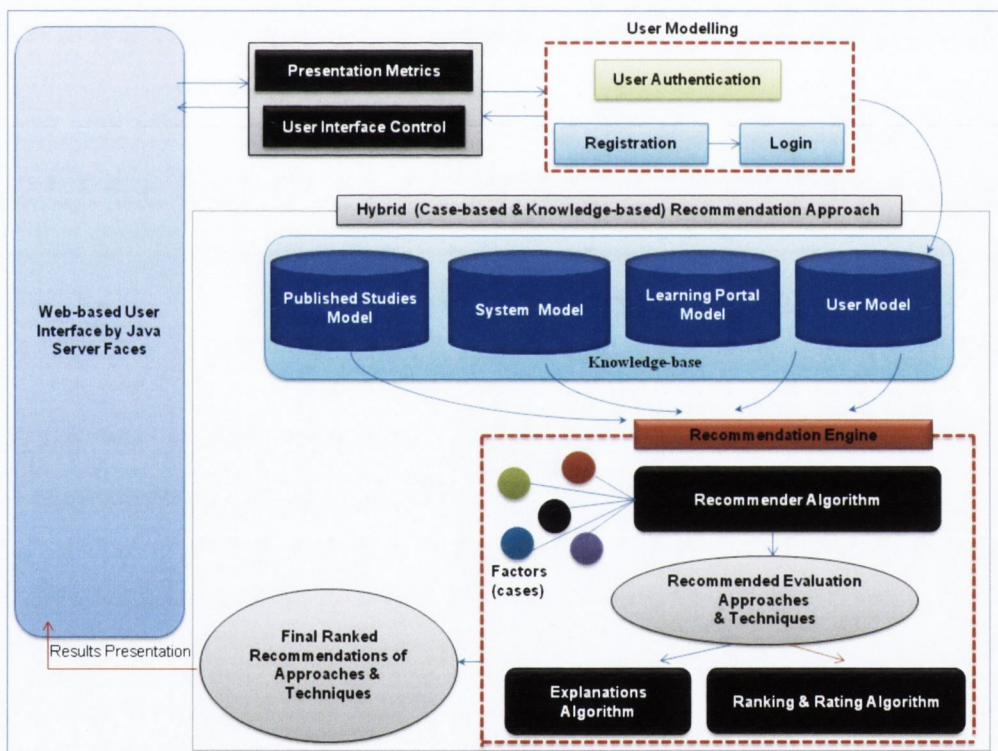 User Modelling
Presentation Metrics
User Interface Control
User Authentication
Registration
Login
Hybrid (Case-based & Knowledge-based) Recommendation Approach
Web-based User
Interface by Java
Server Faces
Published Studies
Model
System Model
Learning Portal
Model
User Model
Knowledge-base
Recommendation Engine
Recommender Algorithm
Factors
(cases)
Recommended Evaluation
Approaches
& Techniques
Results Presentation
Final Ranked
Recommendations of
Approaches &
Techniques
Explanations
Algorithm
Ranking & Rating Algorithm